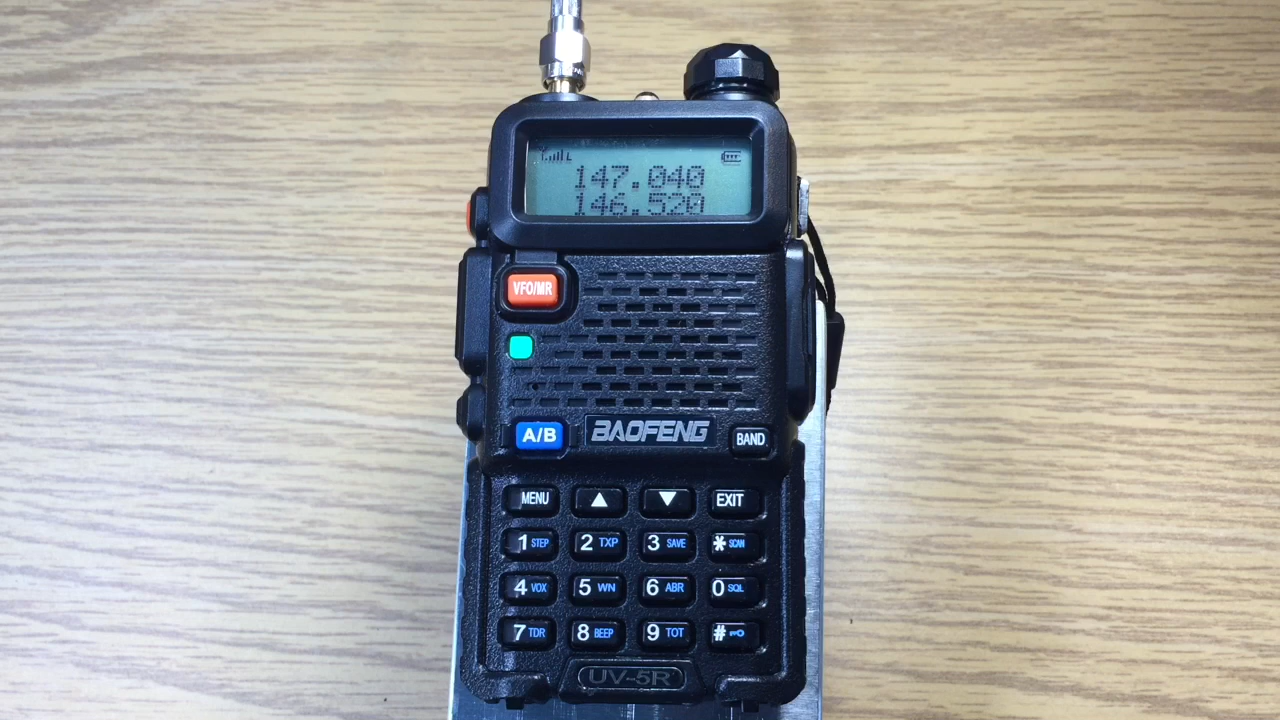 L
147.040
146.520
VFO/MR
A/B
BAOFENG
BAND
MENU ▲ ▼ EXIT
1 STEP 2 TXP 3 SAVE * SCAN
4 VOX 5 WN 6 ABR 0 SQL
7 TDR 8 BEEP 9 TOT #
UV-5R